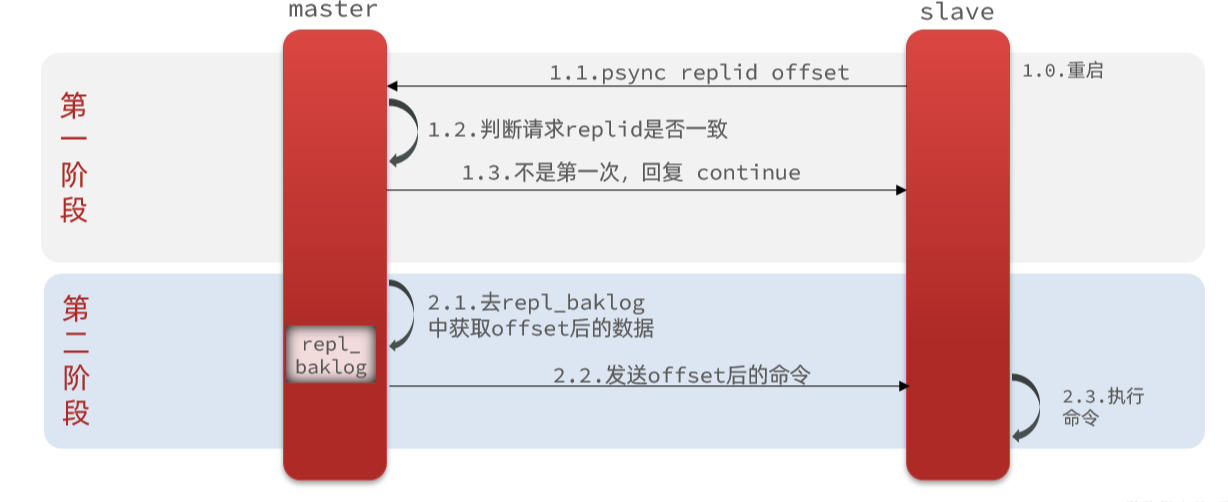 master
slave
1.1.psync replid offset
1.0.重启
第
一
阶
段
1.2.判断请求replid是否一致
1.3.不是第一次，回复 continue
第
二
阶
段
2.1.去repl_baklog
中获取offset后的数据
repl_
baklog
2.2.发送offset后的命令
2.3.执行
命令